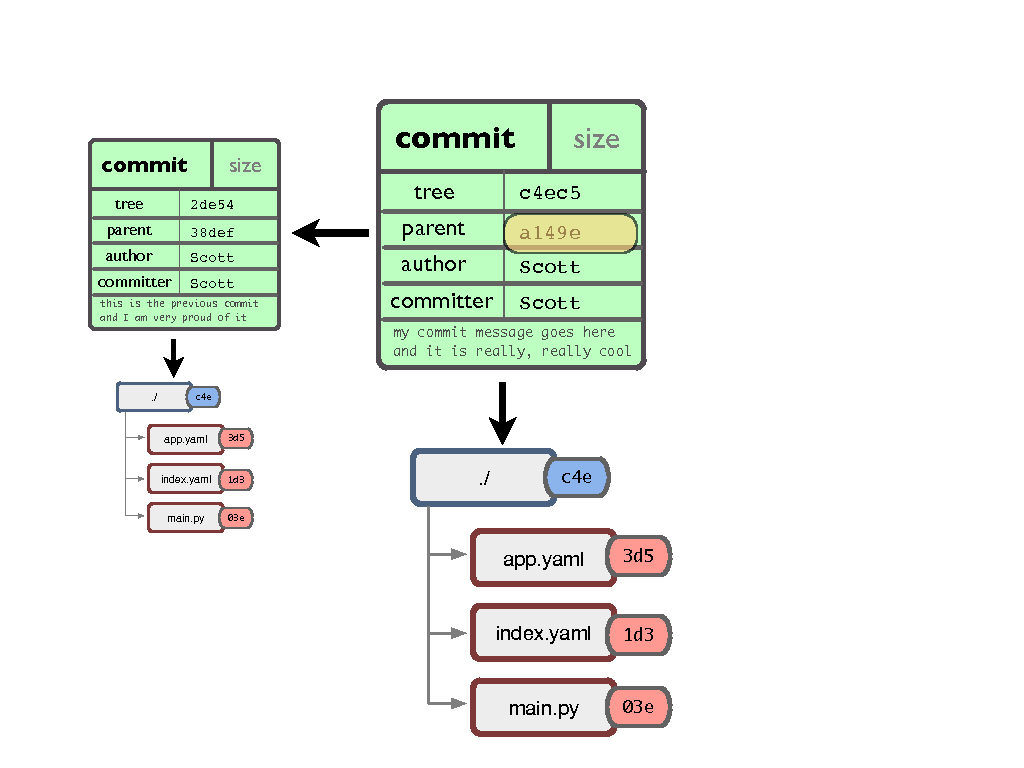 commit size
tree 2de54
parent 38def
author Scott
committer Scott
this is the previous commit
and I am very proud of it
./ c4e
app.yaml 3d5
index.yaml 1d3
main.py 03e
commit size
tree c4ec5
parent a149e
author Scott
committer Scott
my commit message goes here
and it is really, really cool
./ c4e
app.yaml 3d5
index.yaml 1d3
main.py 03e